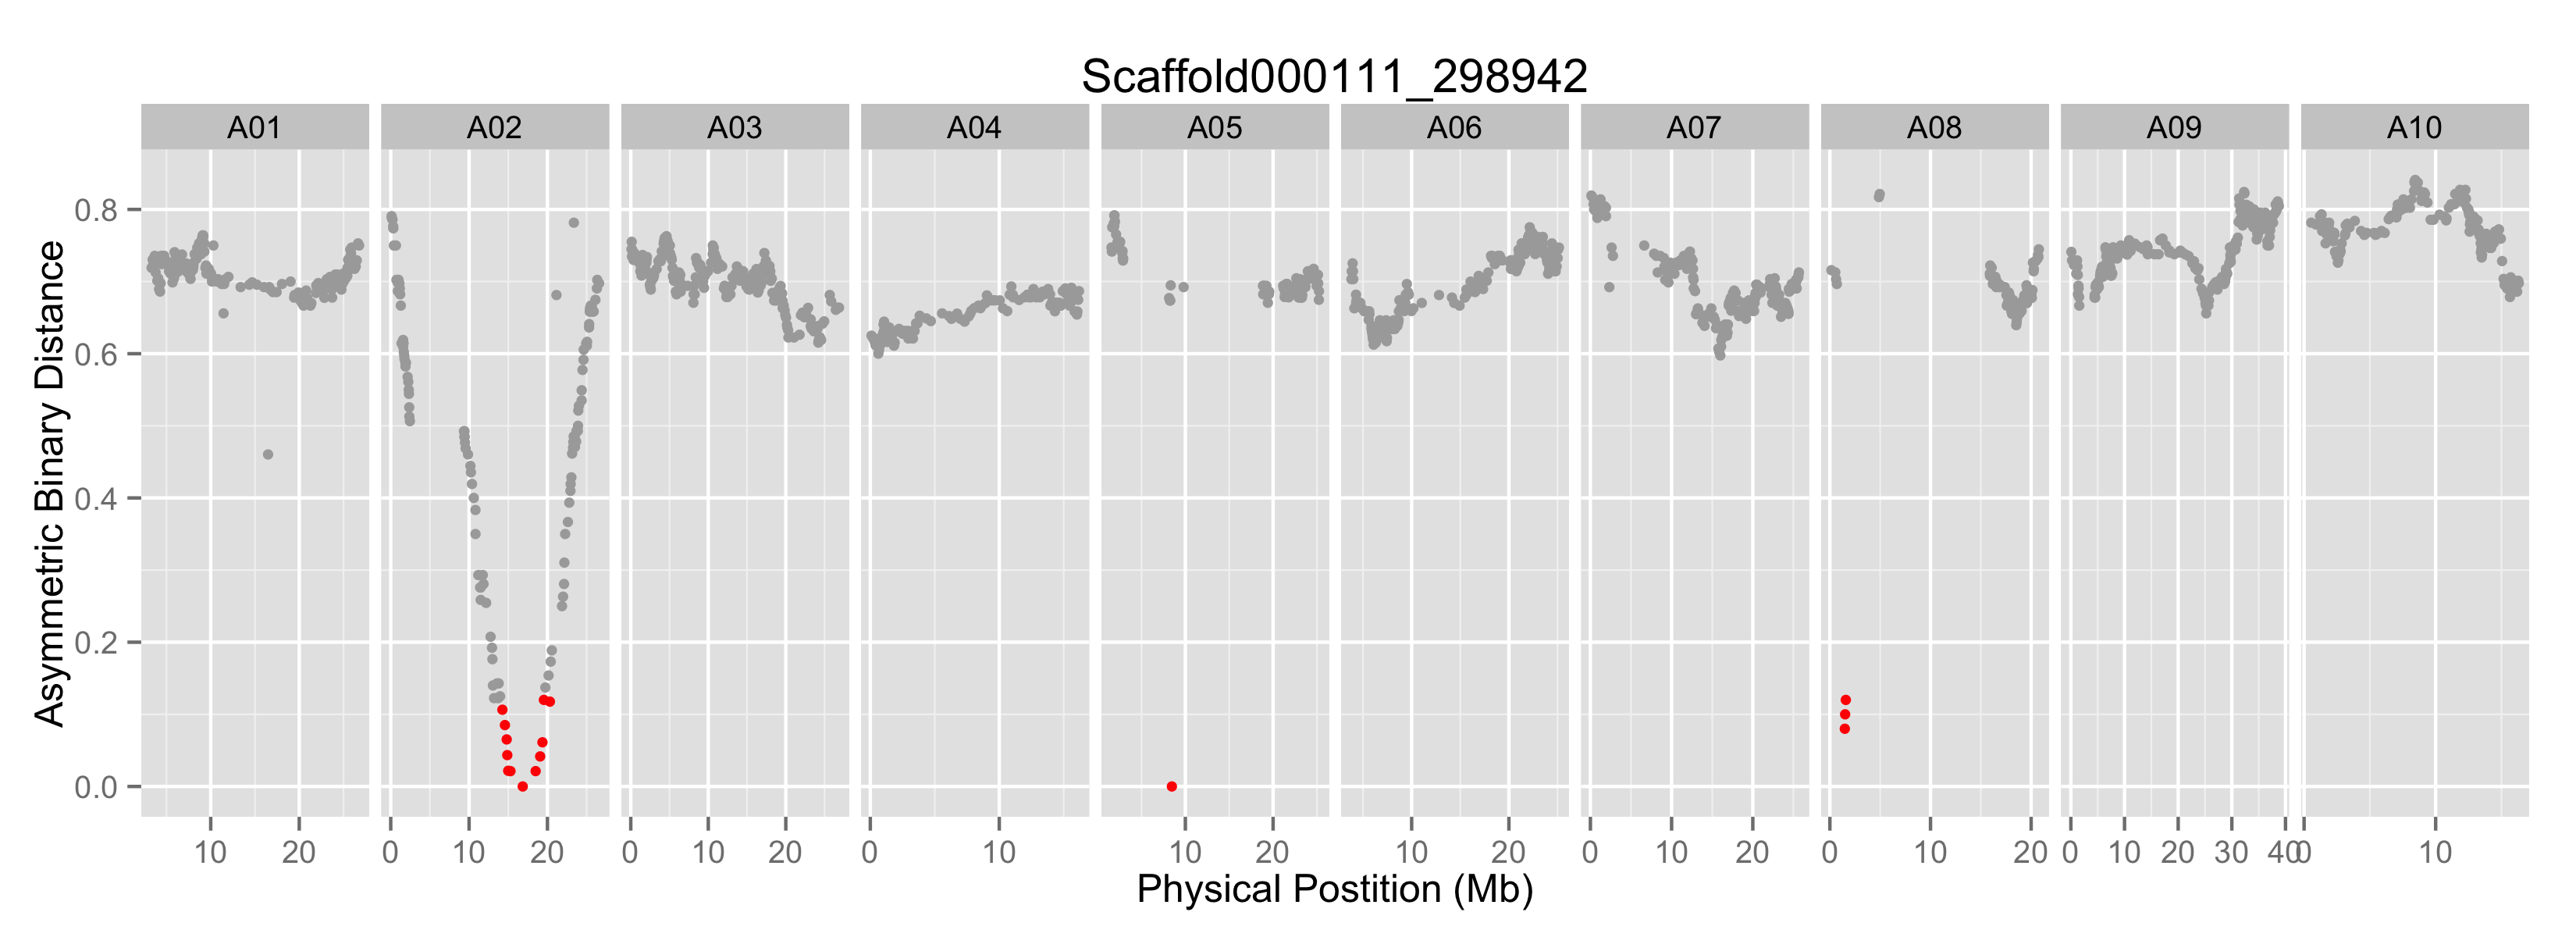 Scaffold000111_298942
A01 A02 A03 A04 A05 A06 A07 A08 A09 A10
Asymmetric Binary Distance
0.8
0.6
0.4
0.2
0.0
10 20 0 10 20 0 10 20 0 10 10 20 10 20 0 10 20 0 10 20 0 10 20 30 40 0 10
Physical Postition (Mb)